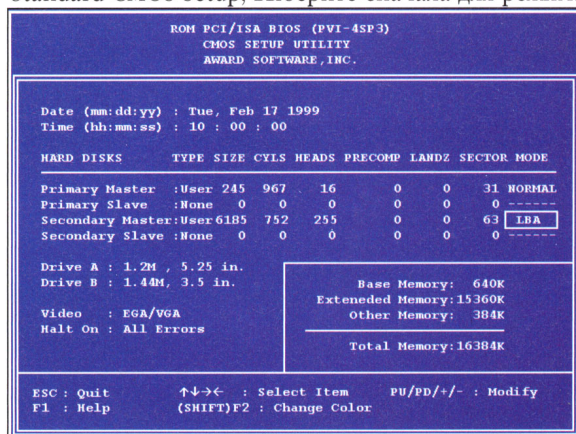 Standard CMOS Setup, выберите сначала для режима
ROM PCI/ISA BIOS (PVI-4SP3)
CMOS SETUP UTILITY
AWARD SOFTWARE,INC.
Date (mm:dd:yy) : Tue, Feb 17 1999
Time (hh:mm:ss) : 10 : 00 : 00
HARD DISKS TYPE SIZE CYLS HEADS PRECOMP LANDZ SECTOR MODE
Primary Master :User 245 967 16 0 0 31 NORMAL
Primary Slave :None 0 0 0 0 0 0 ------
Secondary Master:User 6185 752 255 0 0 63 LBA
Secondary Slave :None 0 0 0 0 0 0 ------
Drive A : 1.2M , 5.25 in.
Drive B : 1.44M, 3.5 in.
Video : EGA/VGA
Halt On : All Errors
Base Memory: 640K
Exteneded Memory:15360K
Other Memory: 384K
Total Memory:16384K
ESC : Quit ↑↓→← : Select Item PU/PD/+/- : Modify
F1 : Help (SHIFT)F2 : Change Color